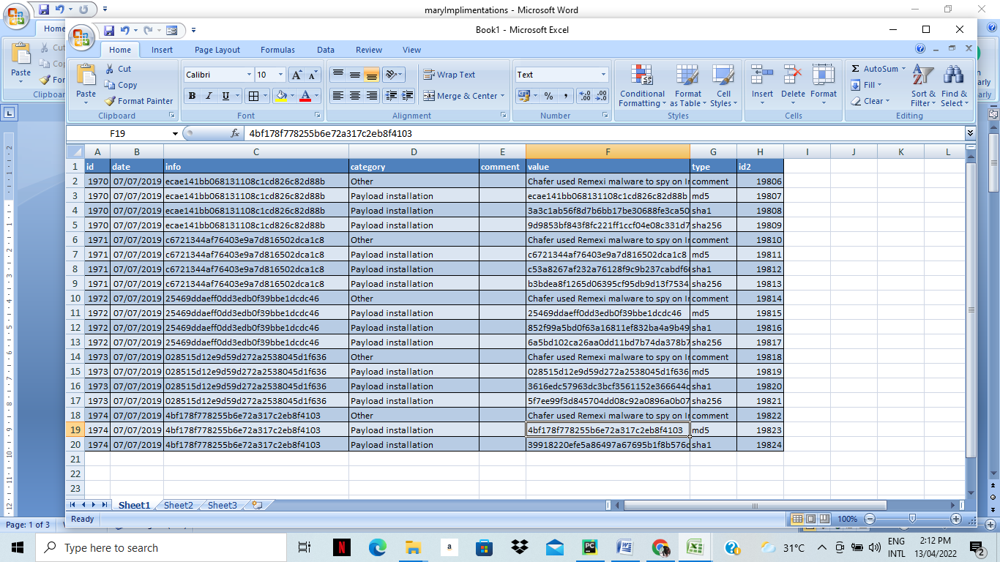 maryImplimentations - Microsoft Word
Home
Cut
Paste
Clipboar
Page: 1 of 3
Book1 - Microsoft Excel
Home Insert Page Layout Formulas Data Review View
Paste Cut Copy Format Painter
Calibri 10
B I U
Wrap Text
Merge & Center
Text
% ,
Conditional Formatting Format as Table Cell Styles
Insert Delete Format
Σ AutoSum Fill Clear
Sort & Filter Find & Select
Clipboard Font Alignment Number Styles Cells Editing
F19 fx 4bf178f778255b6e72a317c2eb8f4103
A B C D E F G H I J K L
1 id date info category comment value type id2
2 1970 07/07/2019 ecae141bb068131108c1cd826c82d88b Other Chafer used Remexi malware to spy on comment 19806
3 1970 07/07/2019 ecae141bb068131108c1cd826c82d88b Payload installation ecae141bb068131108c1cd826c82d88b md5 19807
4 1970 07/07/2019 ecae141bb068131108c1cd826c82d88b Payload installation 3a3c1ab56f8d7b6bb17be30688fe3ca50 sha1 19808
5 1970 07/07/2019 ecae141bb068131108c1cd826c82d88b Payload installation 9d9853bf843f8fc221ff1ccf04e08c331d7 sha256 19809
6 1971 07/07/2019 c6721344af76403e9a7d816502dca1c8 Other Chafer used Remexi malware to spy on comment 19810
7 1971 07/07/2019 c6721344af76403e9a7d816502dca1c8 Payload installation c6721344af76403e9a7d816502dca1c8 md5 19811
8 1971 07/07/2019 c6721344af76403e9a7d816502dca1c8 Payload installation c53a8267af232a76128f9c9b237cabdf6 sha1 19812
9 1971 07/07/2019 c6721344af76403e9a7d816502dca1c8 Payload installation b3bdea8f1265d06395cf95db9d13f7534 sha256 19813
10 1972 07/07/2019 25469ddaeff0dd3edb0f39bbe1dcdc46 Other Chafer used Remexi malware to spy on comment 19814
11 1972 07/07/2019 25469ddaeff0dd3edb0f39bbe1dcdc46 Payload installation 25469ddaeff0dd3edb0f39bbe1dcdc46 md5 19815
12 1972 07/07/2019 25469ddaeff0dd3edb0f39bbe1dcdc46 Payload installation 852f99a5bd0f63a16811ef832ba4a9b49 sha1 19816
13 1972 07/07/2019 25469ddaeff0dd3edb0f39bbe1dcdc46 Payload installation 6a5bd102ca26aa0dd11bd7b74da378b7 sha256 19817
14 1973 07/07/2019 028515d12e9d59d272a2538045d1f636 Other Chafer used Remexi malware to spy on comment 19818
15 1973 07/07/2019 028515d12e9d59d272a2538045d1f636 Payload installation 028515d12e9d59d272a2538045d1f636 md5 19819
16 1973 07/07/2019 028515d12e9d59d272a2538045d1f636 Payload installation 3616edc57963dc3bcf3561152e366644c sha1 19820
17 1973 07/07/2019 028515d12e9d59d272a2538045d1f636 Payload installation 5f7ee99f3d845704dd08c92a0896a0b07 sha256 19821
18 1974 07/07/2019 4bf178f778255b6e72a317c2eb8f4103 Other Chafer used Remexi malware to spy on comment 19822
19 1974 07/07/2019 4bf178f778255b6e72a317c2eb8f4103 Payload installation 4bf178f778255b6e72a317c2eb8f4103 md5 19823
20 1974 07/07/2019 4bf178f778255b6e72a317c2eb8f4103 Payload installation 39918220efe5a86497a67695b1f8b576c sha1 19824
21
22
23
Sheet1 Sheet2 Sheet3
Ready 100%
Type here to search
31°C ENG INTL 2:12 PM 13/04/2022 2